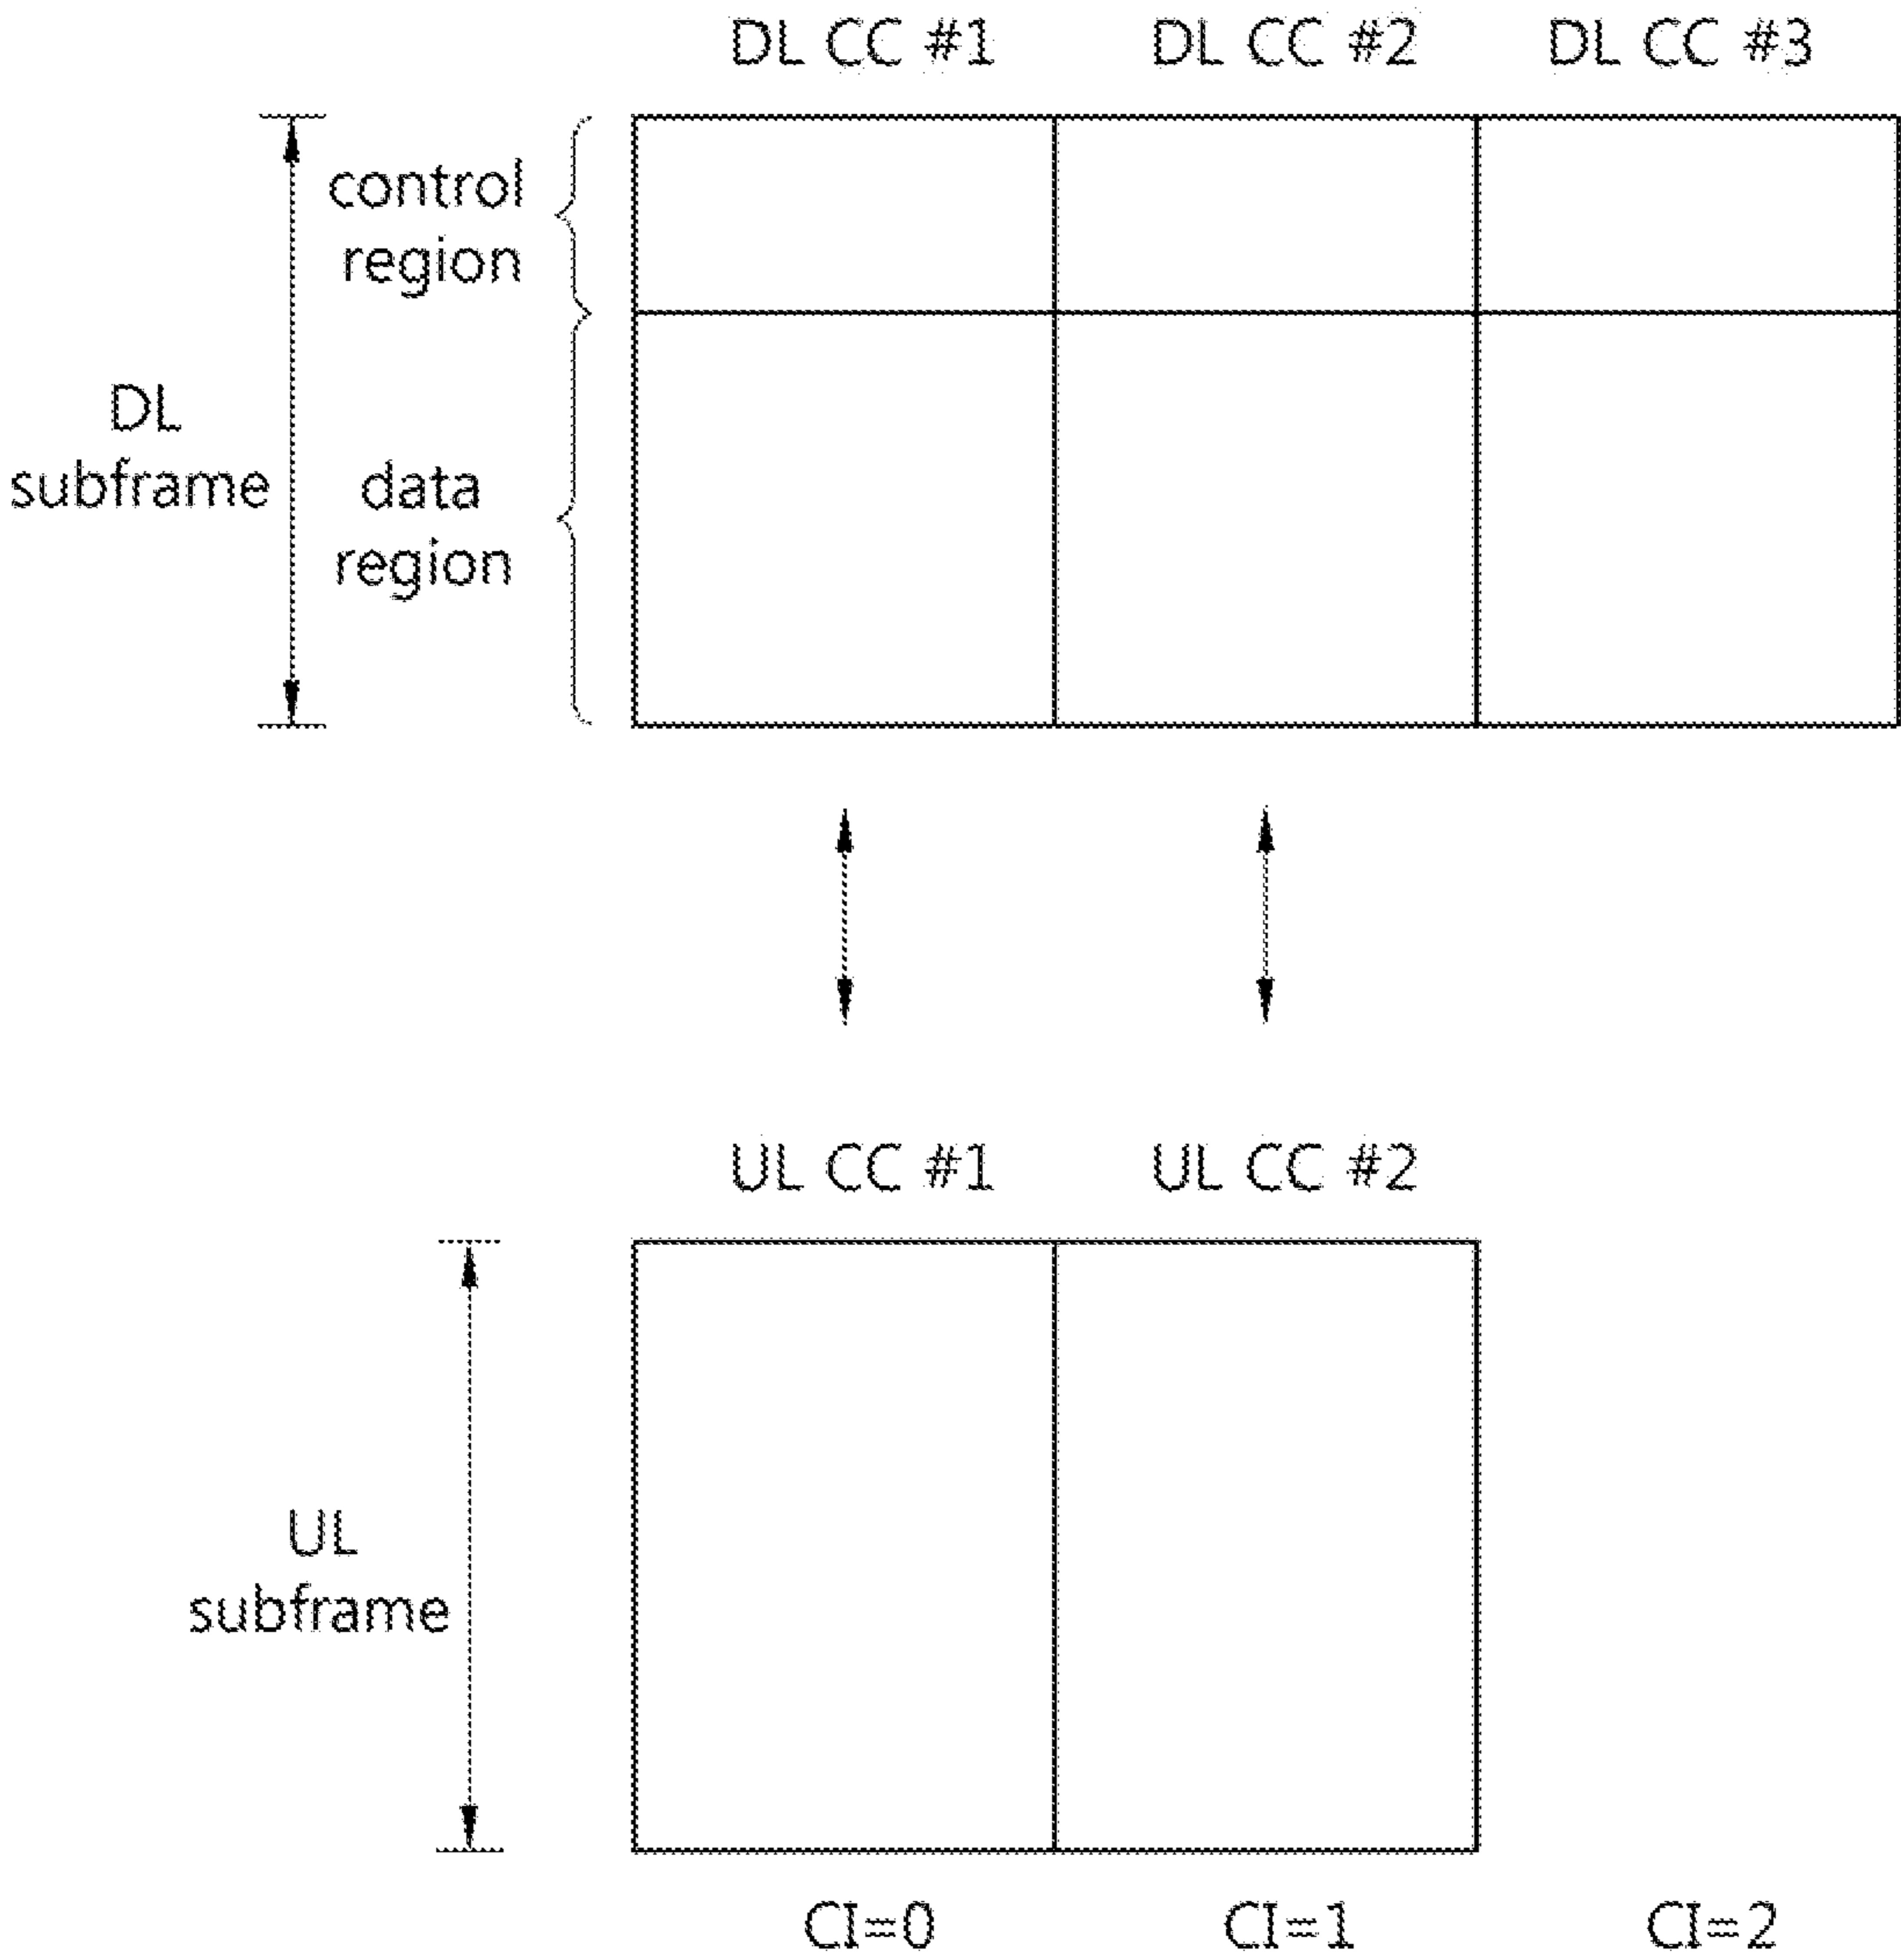 DL CC #1 DL CC #2 DL CC #3
control
region
DL
subframe
data
region
UL CC #1 UL CC #2
UL
subframe
CI=0 CI=1 CI=2